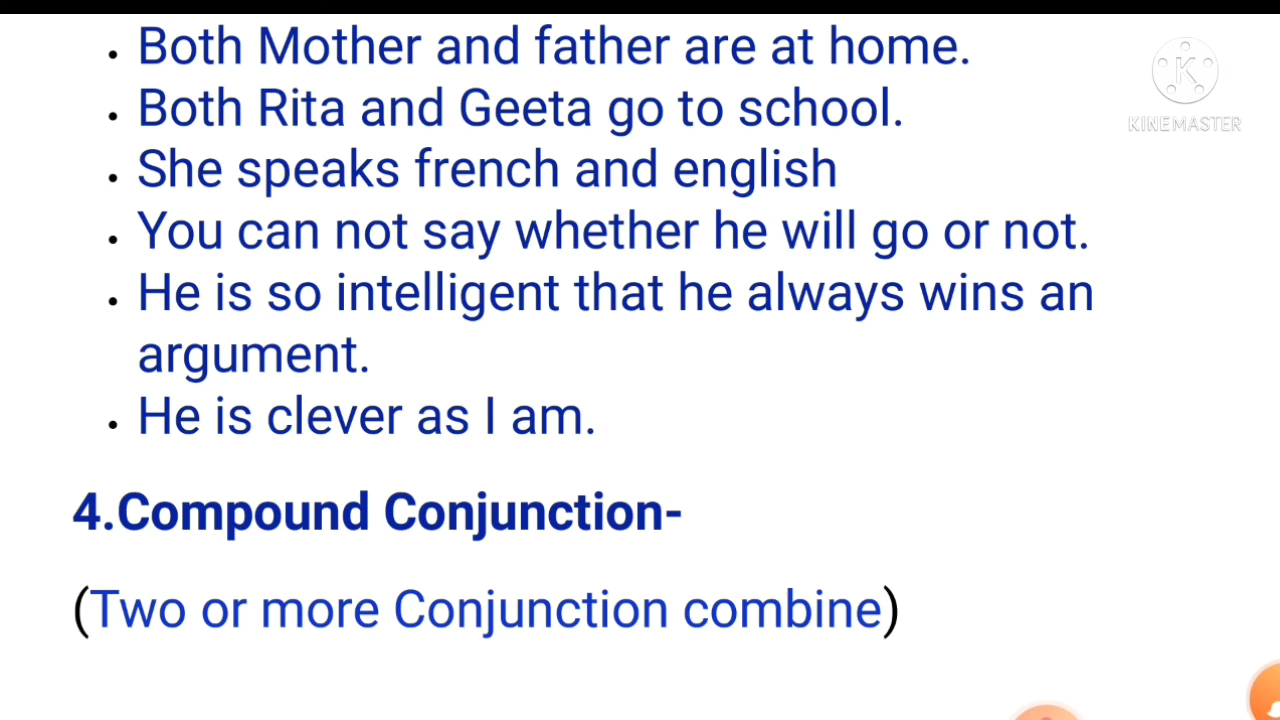 Both Mother and father are at home.
Both Rita and Geeta go to school.
She speaks french and english
You can not say whether he will go or not.
He is so intelligent that he always wins an
argument.
He is clever as I am.
4.Compound Conjunction-
(Two or more Conjunction combine)
K
KINEMASTER